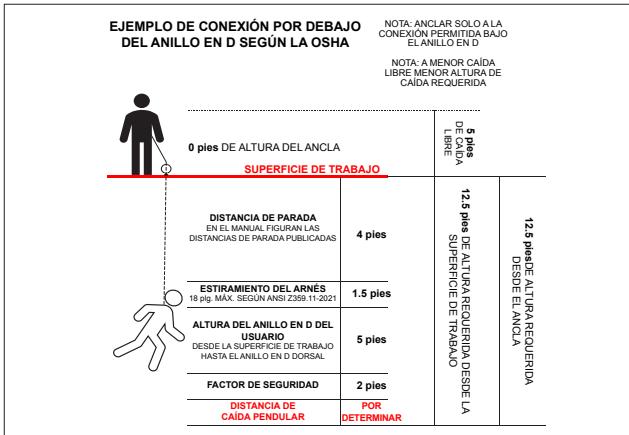 EJEMPLO DE CONEXIÓN POR DEBAJO
DEL ANILLO EN D SEGÚN LA OSHA
NOTA: ANCLAR SOLO A LA
CONEXIÓN PERMITIDA BAJO
EL ANILLO EN D
NOTA: A MENOR CAÍDA
LIBRE MENOR ALTURA DE
CAÍDA REQUERIDA
0 pies DE ALTURA DEL ANCLA
SUPERFICIE DE TRABAJO
5 pies
DE CAÍDA
LIBRE
DISTANCIA DE PARADA
EN EL MANUAL FIGURAN LAS
DISTANCIAS DE PARADA PUBLICADAS
4 pies
ESTIRAMIENTO DEL ARNÉS
18 plg. MÁX. SEGÚN ANSI Z359.11-2021
1.5 pies
ALTURA DEL ANILLO EN D DEL
USUARIO
DESDE LA SUPERFICIE DE TRABAJO
HASTA EL ANILLO EN D DORSAL
5 pies
FACTOR DE SEGURIDAD
2 pies
DISTANCIA DE
CAÍDA PENDULAR
POR
DETERMINAR
12.5 pies DE ALTURA REQUERIDA DESDE LA
SUPERFICIE DE TRABAJO
12.5 piesDE ALTURA REQUERIDA
DESDE EL ANCLA